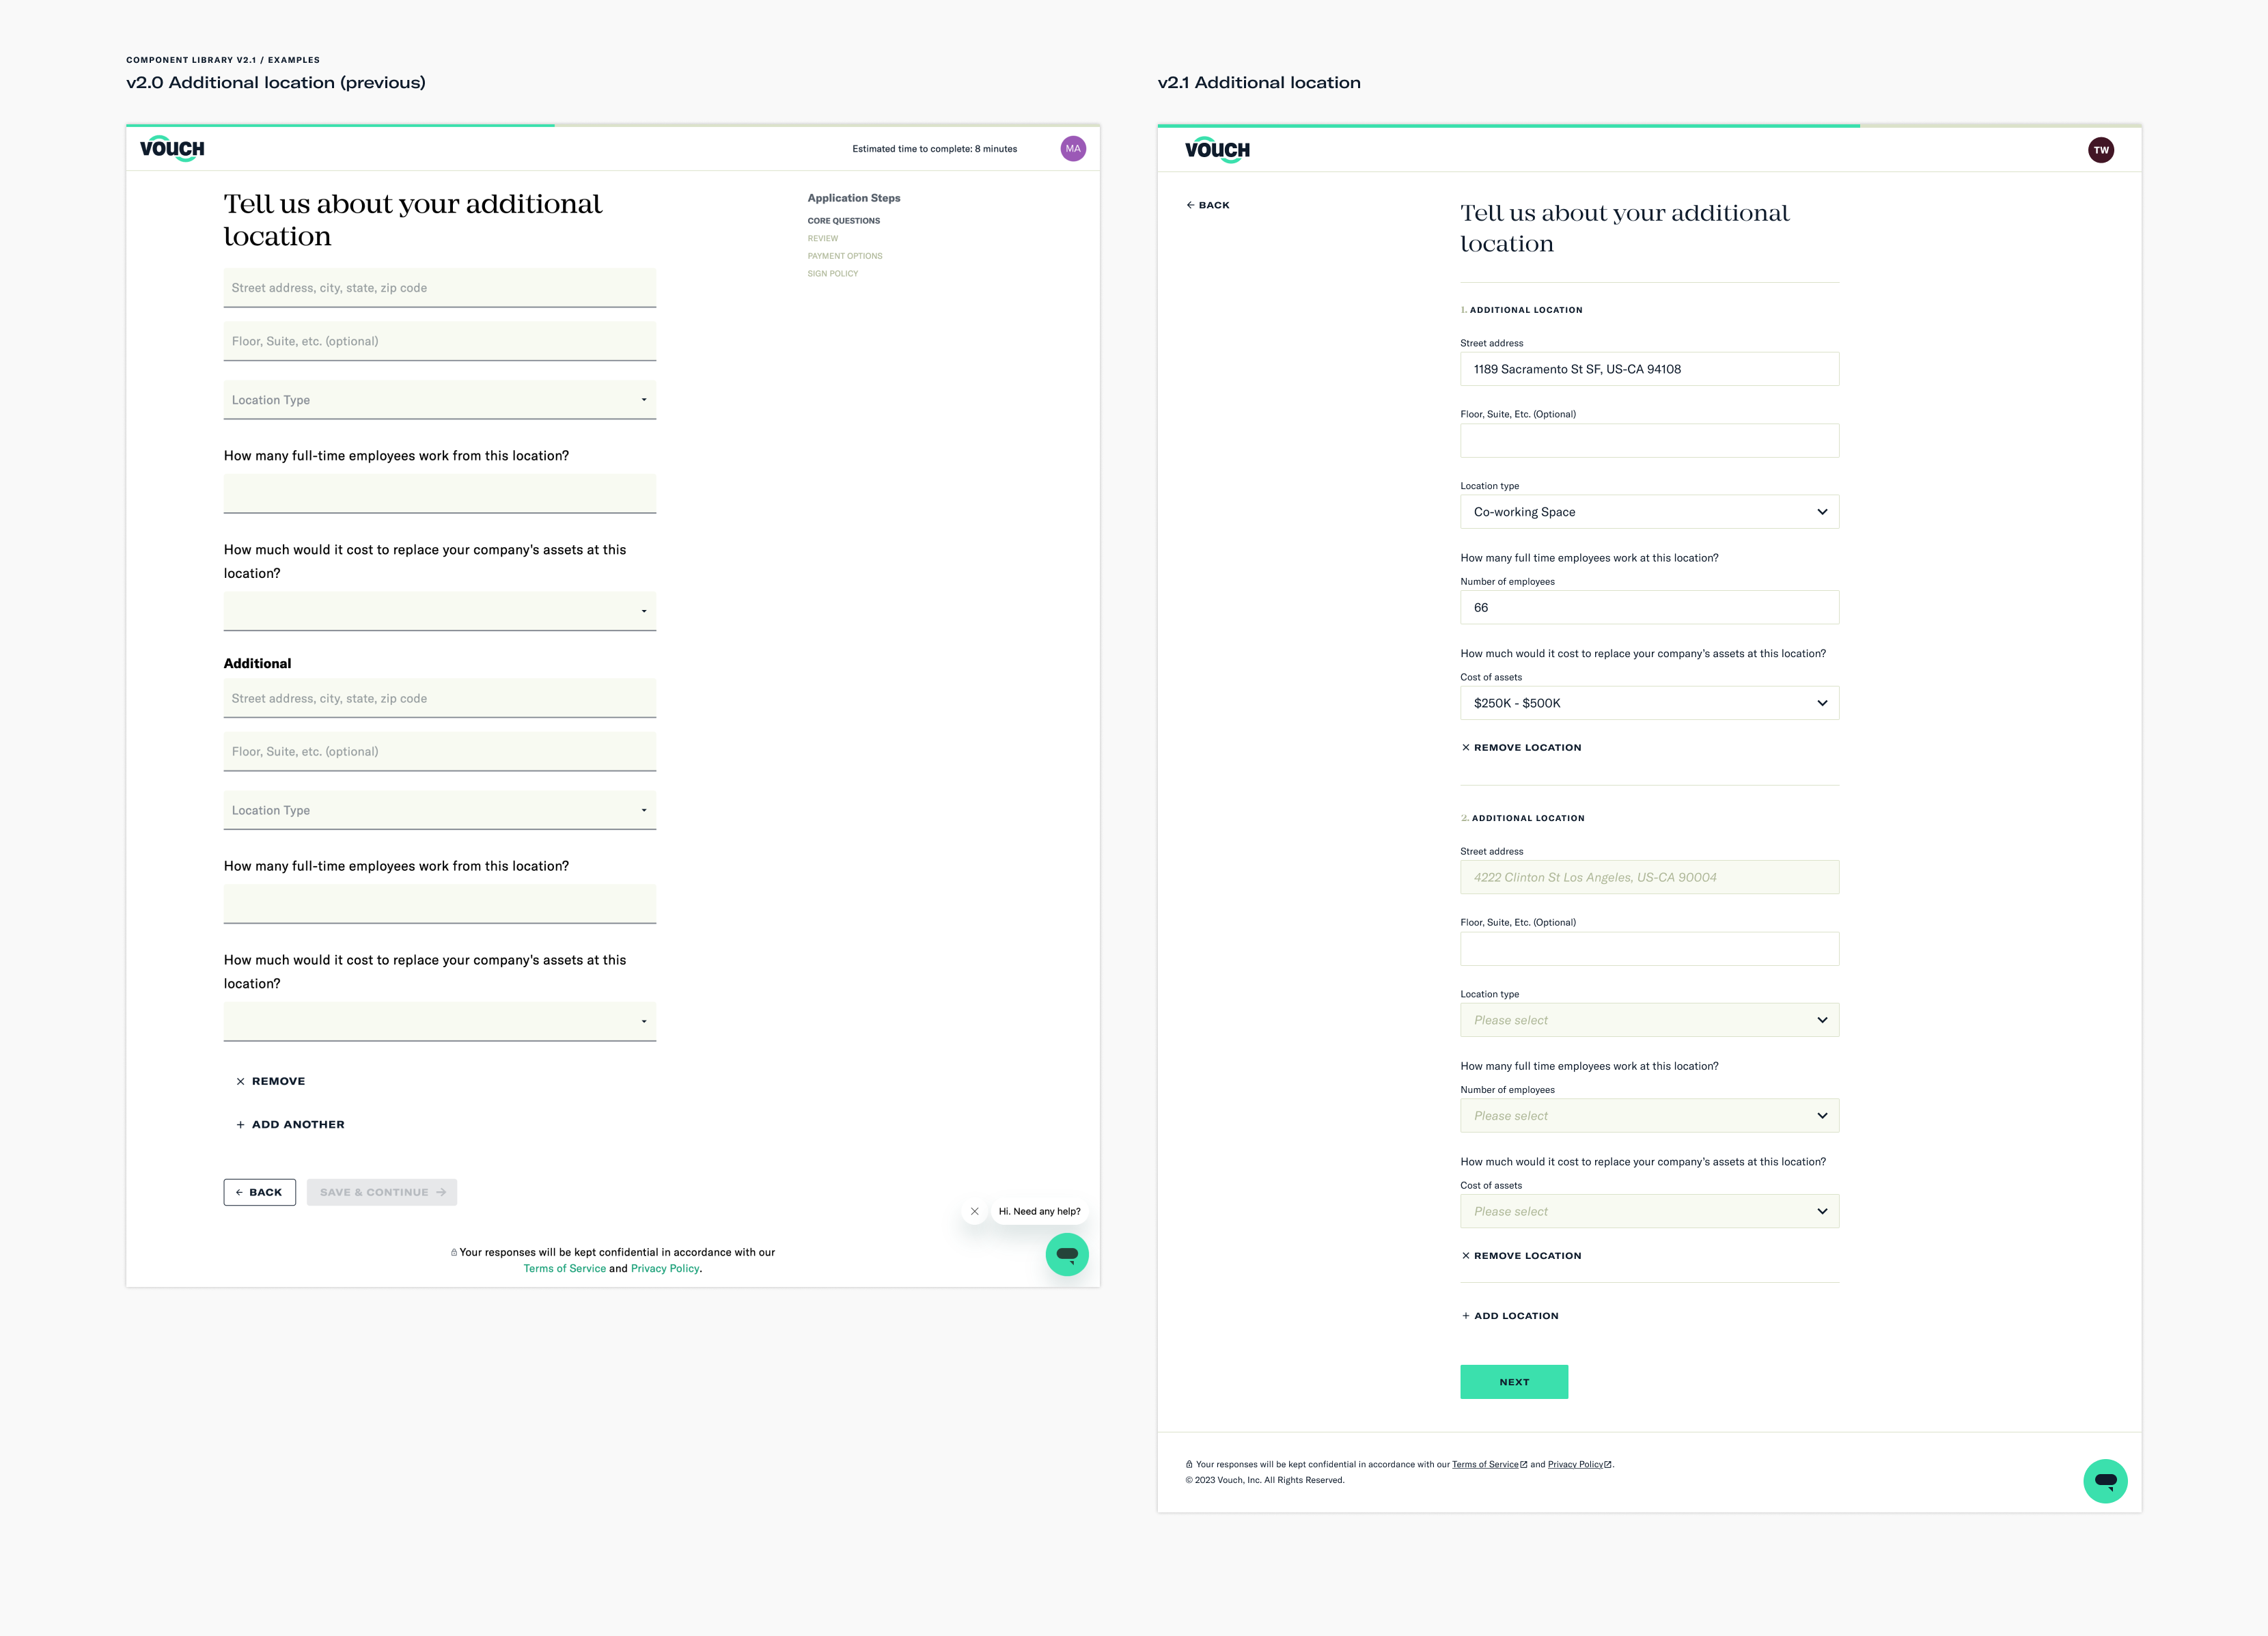 COMPONENT LIBRARY V2.1 / EXAMPLES
v2.0 Additional location (previous)
VOUCH
Estimated time to complete: 8 minutes
MA
Tell us about your additional
location
Application Steps
CORE QUESTIONS
REVIEW
PAYMENT OPTIONS
SIGN POLICY
Street address, city, state, zip code
Floor, Suite, etc. (optional)
Location Type
How many full-time employees work from this location?
How much would it cost to replace your company's assets at this
location?
Additional
Street address, city, state, zip code
Floor, Suite, etc. (optional)
Location Type
How many full-time employees work from this location?
How much would it cost to replace your company's assets at this
location?
× REMOVE
+ ADD ANOTHER
← BACK
SAVE & CONTINUE →
Hi. Need any help?
Your responses will be kept confidential in accordance with our
Terms of Service and Privacy Policy.
v2.1 Additional location
VOUCH
TW
← BACK
Tell us about your additional
location
1. ADDITIONAL LOCATION
Street address
1189 Sacramento St SF, US-CA 94108
Floor, Suite, Etc. (Optional)
Location type
Co-working Space
How many full time employees work at this location?
Number of employees
66
How much would it cost to replace your company's assets at this location?
Cost of assets
$250K - $500K
× REMOVE LOCATION
2. ADDITIONAL LOCATION
Street address
4222 Clinton St Los Angeles, US-CA 90004
Floor, Suite, Etc. (Optional)
Location type
Please select
How many full time employees work at this location?
Number of employees
Please select
How much would it cost to replace your company's assets at this location?
Cost of assets
Please select
× REMOVE LOCATION
+ ADD LOCATION
NEXT
Your responses will be kept confidential in accordance with our Terms of Service and Privacy Policy.
© 2023 Vouch, Inc. All Rights Reserved.